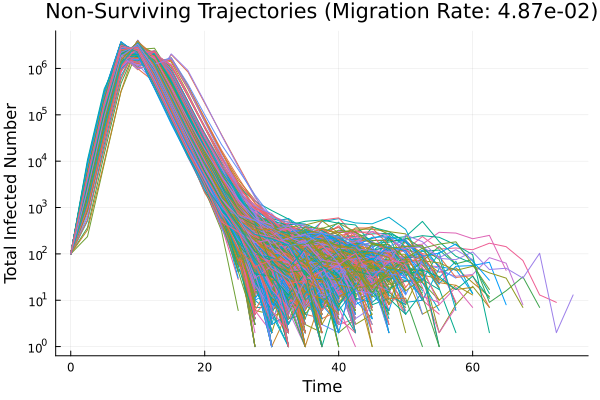 Non-Surviving Trajectories (Migration Rate: 4.87e-02)
Total Infected Number
10⁶
10⁵
10⁴
10³
10²
10¹
10⁰
0 20 40 60
Time